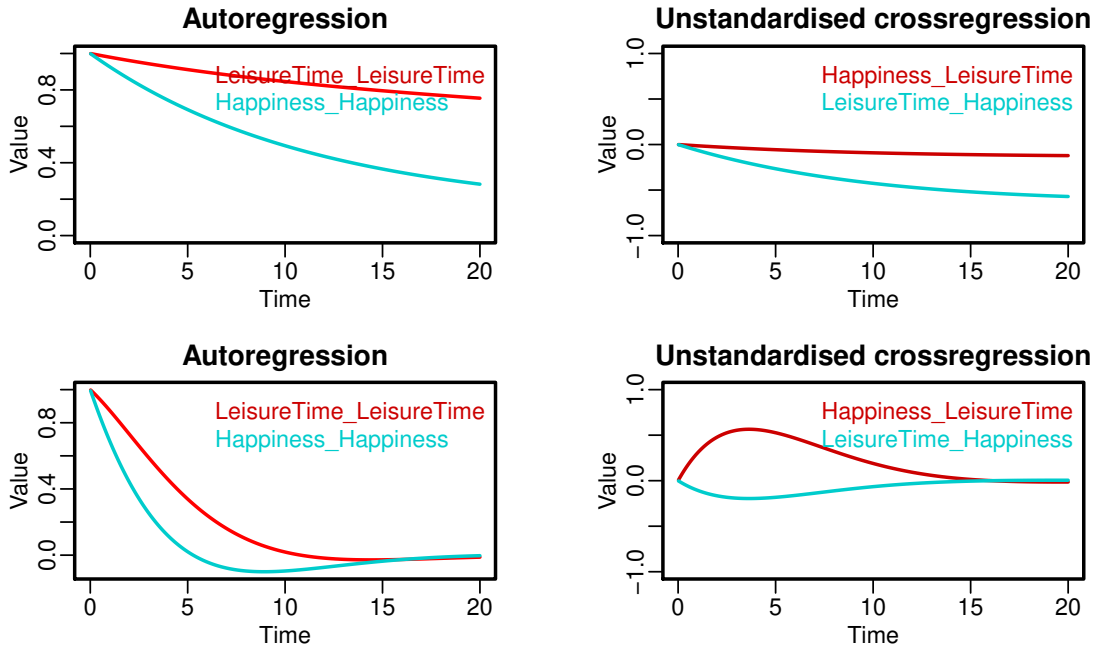 Autoregression
Value
0.0 0.4 0.8
LeisureTime_LeisureTime
Happiness_Happiness
0 5 10 15 20
Time
Unstandardised crossregression
Value
−1.0 0.0 1.0
Happiness_LeisureTime
LeisureTime_Happiness
0 5 10 15 20
Time
Autoregression
Value
0.0 0.4 0.8
LeisureTime_LeisureTime
Happiness_Happiness
0 5 10 15 20
Time
Unstandardised crossregression
Value
−1.0 0.0 1.0
Happiness_LeisureTime
LeisureTime_Happiness
0 5 10 15 20
Time